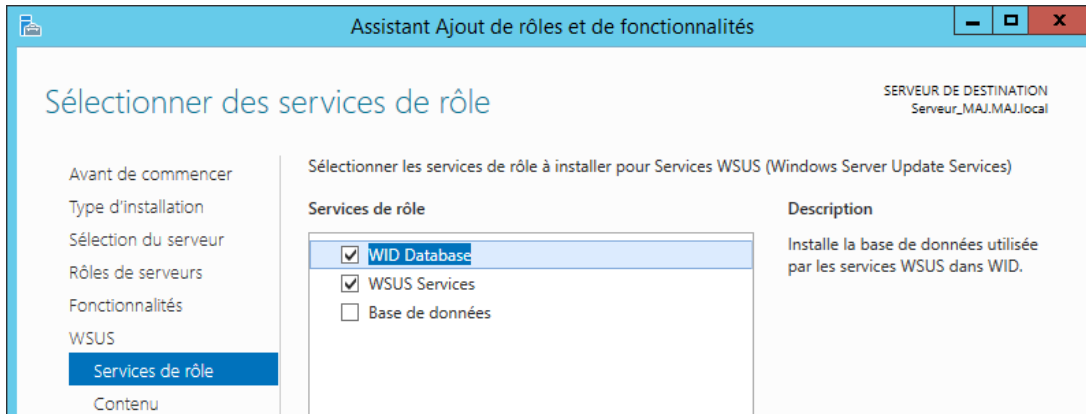 Assistant Ajout de rôles et de fonctionnalités
Sélectionner des services de rôle
SERVEUR DE DESTINATION
Serveur_MAJ.MAJ.local
Avant de commencer
Type d'installation
Sélection du serveur
Rôles de serveurs
Fonctionnalités
WSUS
Services de rôle
Contenu
Sélectionner les services de rôle à installer pour Services WSUS (Windows Server Update Services)
Services de rôle
WID Database
WSUS Services
Base de données
Description
Installe la base de données utilisée
par les services WSUS dans WID.